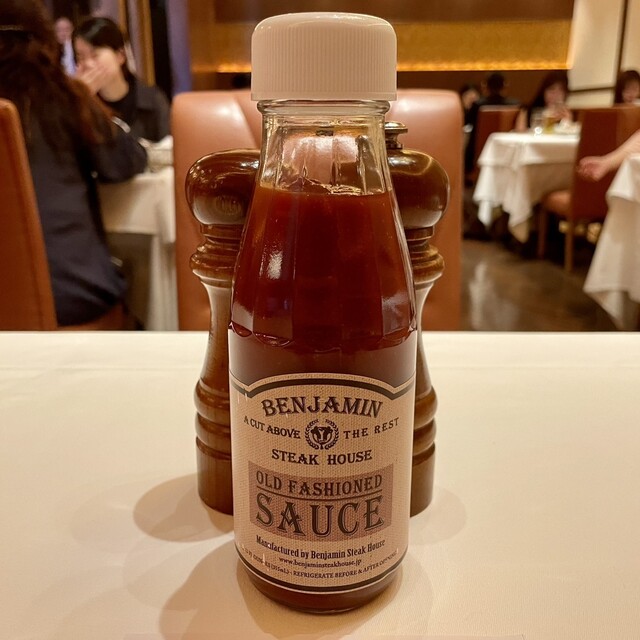 BENJAMIN
A CUT ABOVE THE REST
STEAK HOUSE
OLD FASHIONED
SAUCE
Manufactured by Benjamin Steak House
www.benjaminsteakhouse.jp
REFRIGERATE BEFORE & AFTER OPENING